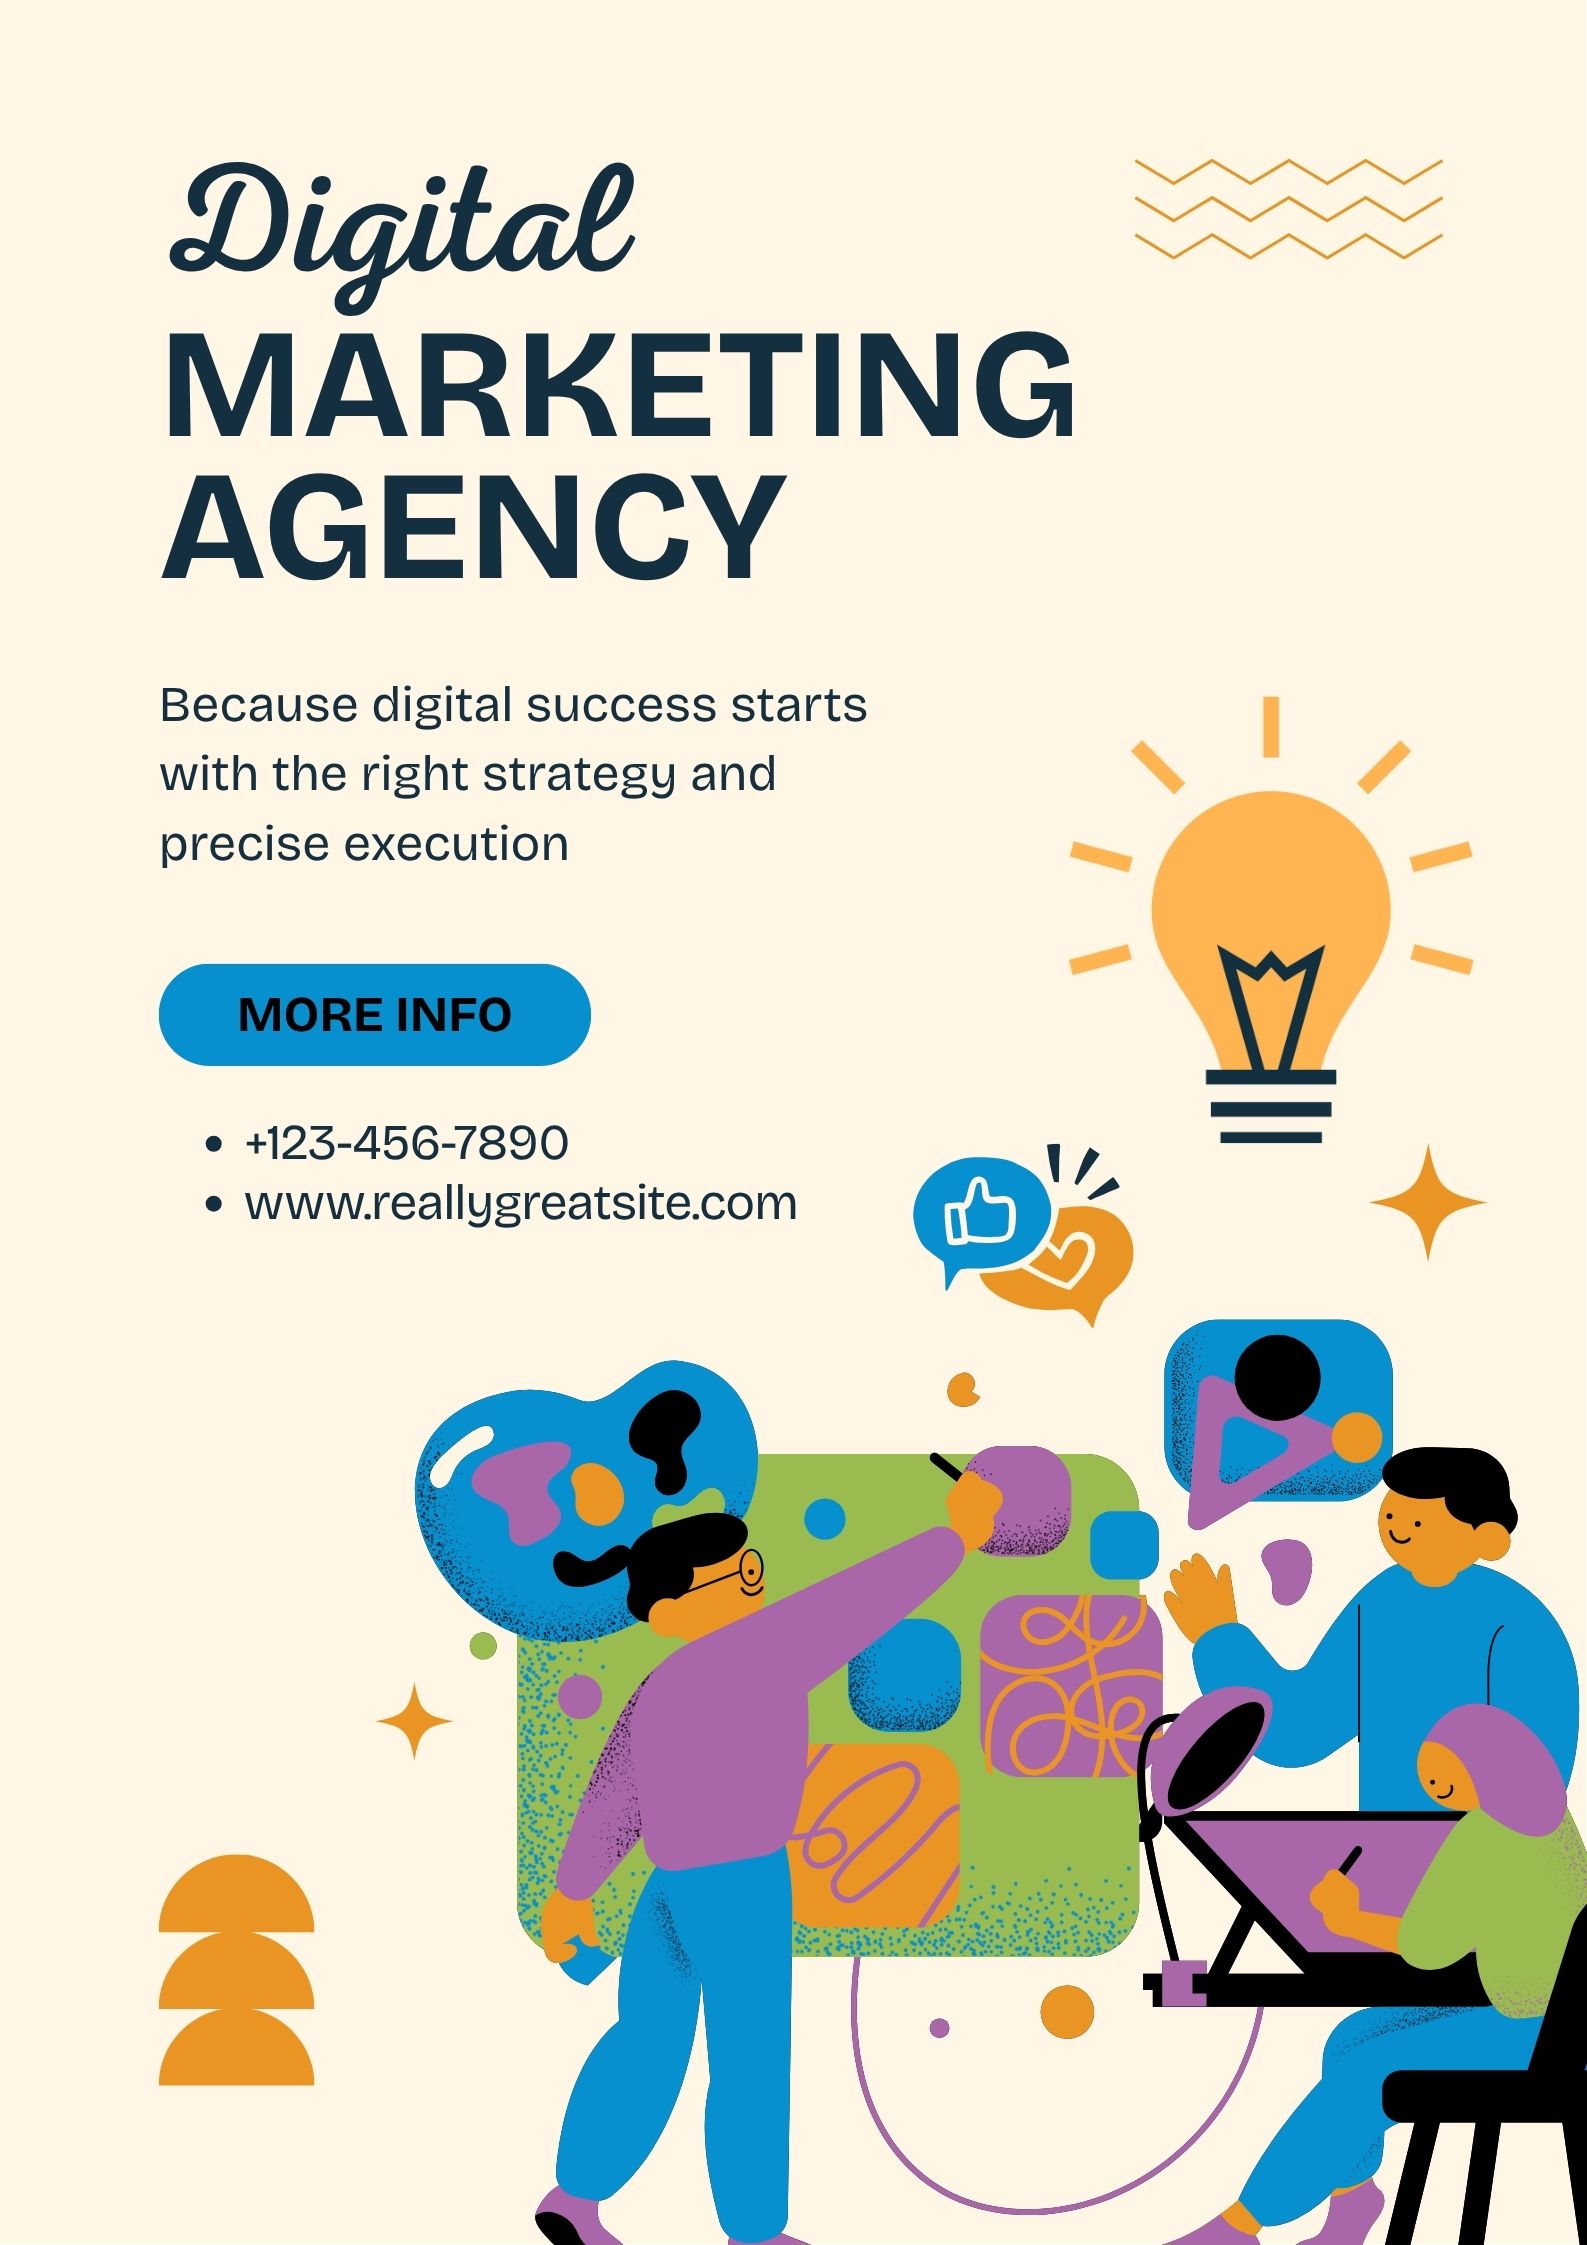 Digital
MARKETING
AGENCY
Because digital success starts
with the right strategy and
precise execution
MORE INFO
• +123-456-7890
• www.reallygreatsite.com